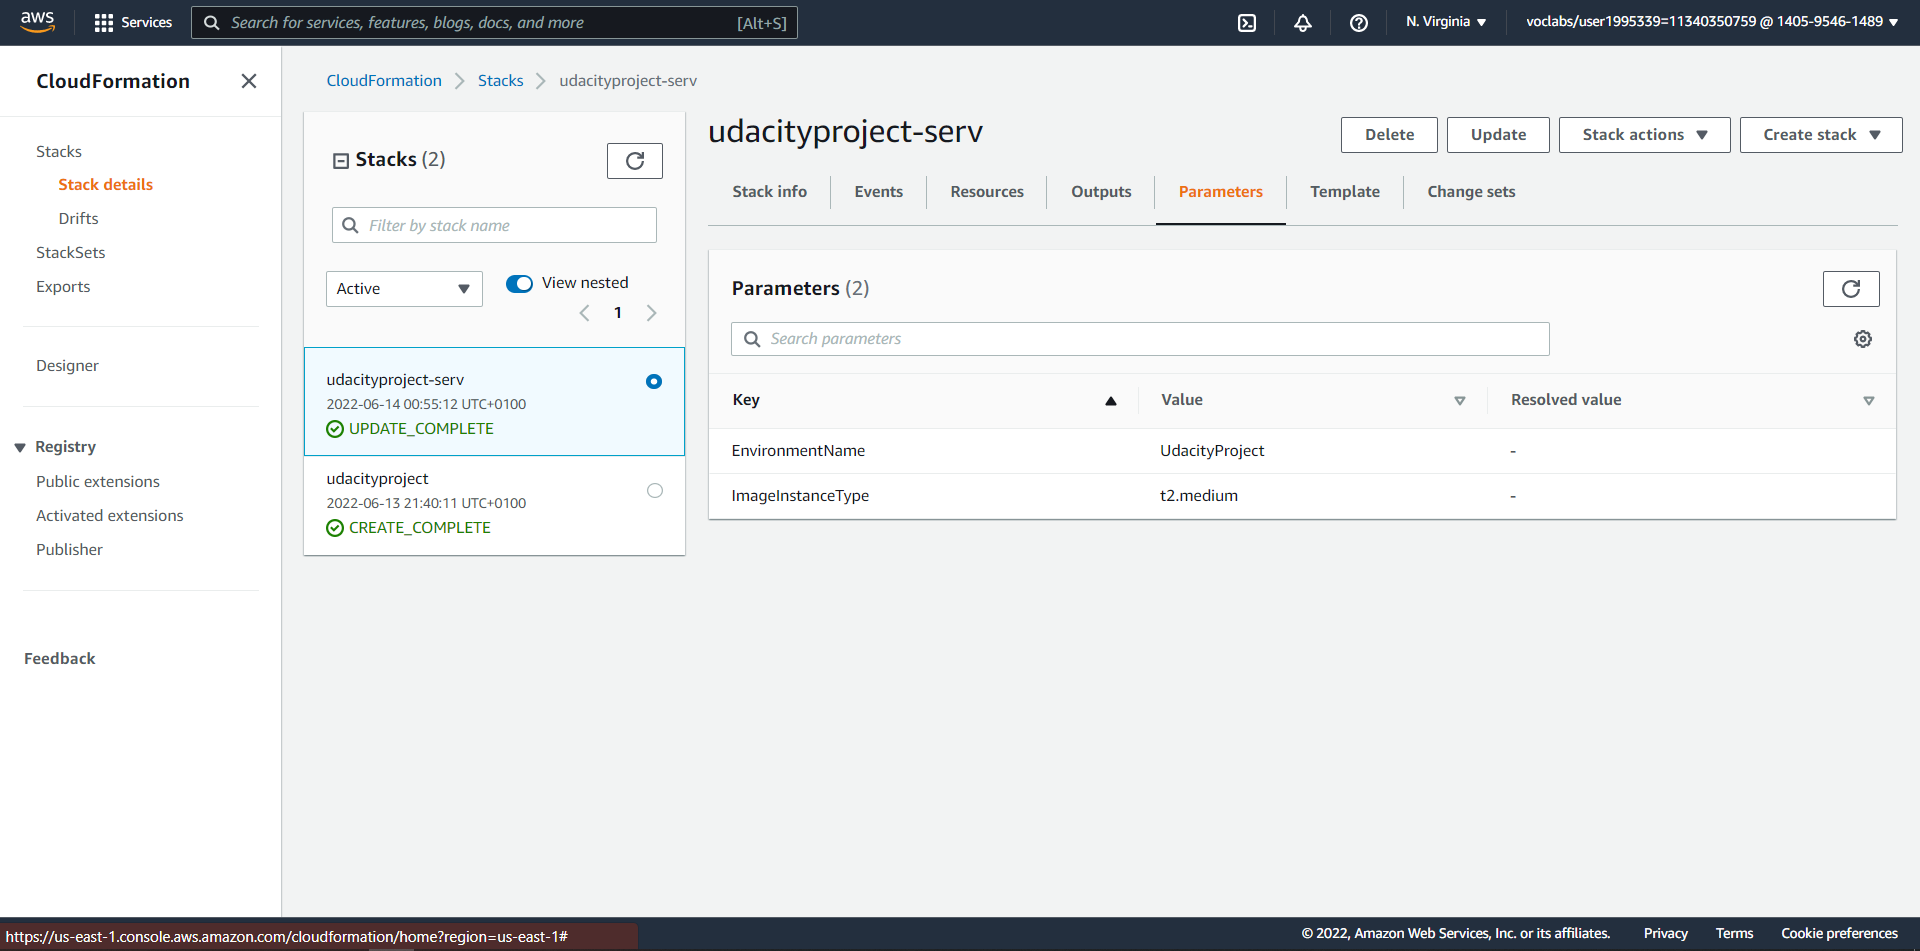 aws
Services
Search for services, features, blogs, docs, and more
[Alt+S]
N. Virginia
voclabs/user1995339=11340350759 @ 1405-9546-1489
CloudFormation
Stacks
Stack details
Drifts
StackSets
Exports
Designer
Registry
Public extensions
Activated extensions
Publisher
Feedback
CloudFormation
Stacks
udacityproject-serv
Stacks (2)
Filter by stack name
Active
View nested
1
udacityproject-serv
2022-06-14 00:55:12 UTC+0100
UPDATE_COMPLETE
udacityproject
2022-06-13 21:40:11 UTC+0100
CREATE_COMPLETE
udacityproject-serv
Delete
Update
Stack actions
Create stack
Stack info
Events
Resources
Outputs
Parameters
Template
Change sets
Parameters (2)
Search parameters
Key
Value
Resolved value
EnvironmentName
UdacityProject
-
ImageInstanceType
t2.medium
-
https://us-east-1.console.aws.amazon.com/cloudformation/home?region=us-east-1#
© 2022, Amazon Web Services, Inc. or its affiliates.
Privacy
Terms
Cookie preferences